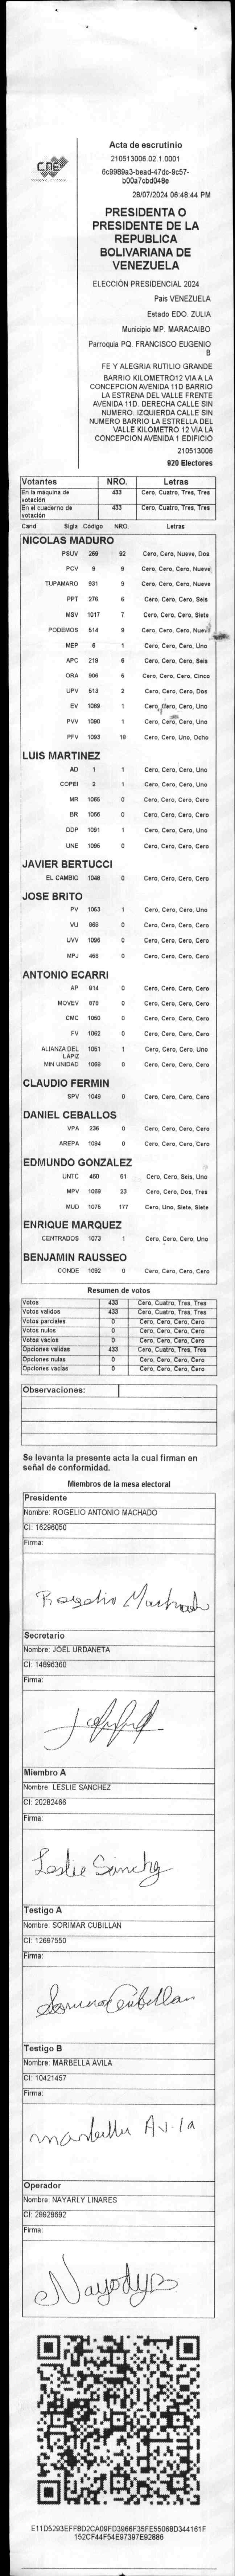 CNE
Acta de escrutinio
210513006.02.1.0001
6c9989a3-bead-47dc-9c57-
b00a7cbd048e
28/07/2024 06:48:44 PM
PRESIDENTA O
PRESIDENTE DE LA
REPUBLICA
BOLIVARIANA DE
VENEZUELA
ELECCIÓN PRESIDENCIAL 2024
País VENEZUELA
Estado EDO. ZULIA
Municipio MP. MARACAIBO
Parroquia PQ. FRANCISCO EUGENIO
B
FE Y ALEGRIA RUTILIO GRANDE
BARRIO KILOMETRO12 VIA A LA
CONCEPCION AVENIDA 11D BARRIO
LA ESTRENA DEL VALLE FRENTE
AVENIDA 11D. DERECHA CALLE SIN
NUMERO. IZQUIERDA CALLE SIN
NUMERO BARRIO LA ESTRELLA DEL
VALLE KILOMETRO 12 VIA LA
CONCEPCION AVENIDA 1 EDIFICIO
210513006
920 Electores
Votantes NRO. Letras
En la máquina de votación 433 Cero, Cuatro, Tres, Tres
En el cuaderno de votación 433 Cero, Cuatro, Tres, Tres
Cand. Sigla Código NRO. Letras
NICOLAS MADURO
PSUV 269 92 Cero, Cero, Nueve, Dos
PCV 9 9 Cero, Cero, Cero, Nueve
TUPAMARO 931 9 Cero, Cero, Cero, Nueve
PPT 276 6 Cero, Cero, Cero, Seis
MSV 1017 7 Cero, Cero, Cero, Siete
PODEMOS 514 9 Cero, Cero, Cero, Nueve
MEP 6 1 Cero, Cero, Cero, Uno
APC 219 6 Cero, Cero, Cero, Seis
ORA 906 5 Cero, Cero, Cero, Cinco
UPV 513 2 Cero, Cero, Cero, Dos
EV 1089 1 Cero, Cero, Cero, Uno
PVV 1090 1 Cero, Cero, Cero, Uno
PFV 1093 18 Cero, Cero, Uno, Ocho
LUIS MARTINEZ
AD 1 1 Cero, Cero, Cero, Uno
COPEI 2 1 Cero, Cero, Cero, Uno
MR 1085 0 Cero, Cero, Cero, Cero
BR 1088 0 Cero, Cero, Cero, Cero
DDP 1091 1 Cero, Cero, Cero, Uno
UNE 1095 0 Cero, Cero, Cero, Cero
JAVIER BERTUCCI
EL CAMBIO 1048 0 Cero, Cero, Cero, Cero
JOSE BRITO
PV 1053 1 Cero, Cero, Cero, Uno
VU 868 0 Cero, Cero, Cero, Cero
UVV 1096 0 Cero, Cero, Cero, Cero
MPJ 458 0 Cero, Cero, Cero, Cero
ANTONIO ECARRI
AP 914 0 Cero, Cero, Cero, Cero
MOVEV 978 0 Cero, Cero, Cero, Cero
CMC 1050 0 Cero, Cero, Cero, Cero
FV 1062 0 Cero, Cero, Cero, Cero
ALIANZA DEL LAPIZ 1051 1 Cero, Cero, Cero, Uno
MIN UNIDAD 1068 0 Cero, Cero, Cero, Cero
CLAUDIO FERMIN
SPV 1049 0 Cero, Cero, Cero, Cero
DANIEL CEBALLOS
VPA 236 0 Cero, Cero, Cero, Cero
AREPA 1094 0 Cero, Cero, Cero, Cero
EDMUNDO GONZALEZ
UNTC 460 61 Cero, Cero, Seis, Uno
MPV 1069 23 Cero, Cero, Dos, Tres
MUD 1075 177 Cero, Uno, Siete, Siete
ENRIQUE MARQUEZ
CENTRADOS 1073 1 Cero, Cero, Cero, Uno
BENJAMIN RAUSSEO
CONDE 1092 0 Cero, Cero, Cero, Cero
Resumen de votos
Votos 433 Cero, Cuatro, Tres, Tres
Votos válidos 433 Cero, Cuatro, Tres, Tres
Votos parciales 0 Cero, Cero, Cero, Cero
Votos nulos 0 Cero, Cero, Cero, Cero
Votos vacíos 0 Cero, Cero, Cero, Cero
Opciones válidas 433 Cero, Cuatro, Tres, Tres
Opciones nulas 0 Cero, Cero, Cero, Cero
Opciones vacías 0 Cero, Cero, Cero, Cero
Observaciones:
Se levanta la presente acta la cual firman en
señal de conformidad.
Miembros de la mesa electoral
Presidente
Nombre: ROGELIO ANTONIO MACHADO
CI: 16296050
Firma:
Rogelio Machado
Secretario
Nombre: JOEL URDANETA
CI: 14896360
Firma:
Miembro A
Nombre: LESLIE SANCHEZ
CI: 20282466
Firma:
Leslie Sanchez
Testigo A
Nombre: SORIMAR CUBILLAN
CI: 12697550
Firma:
Sorimar Cubillan
Testigo B
Nombre: MARBELLA AVILA
CI: 10421457
Firma:
marbella Avila
Operador
Nombre: NAYARLY LINARES
CI: 29929692
Firma:
E11D5293EFF8D2CA09FD3966F35FE55068D344161F
152CF44F54E97397E92886